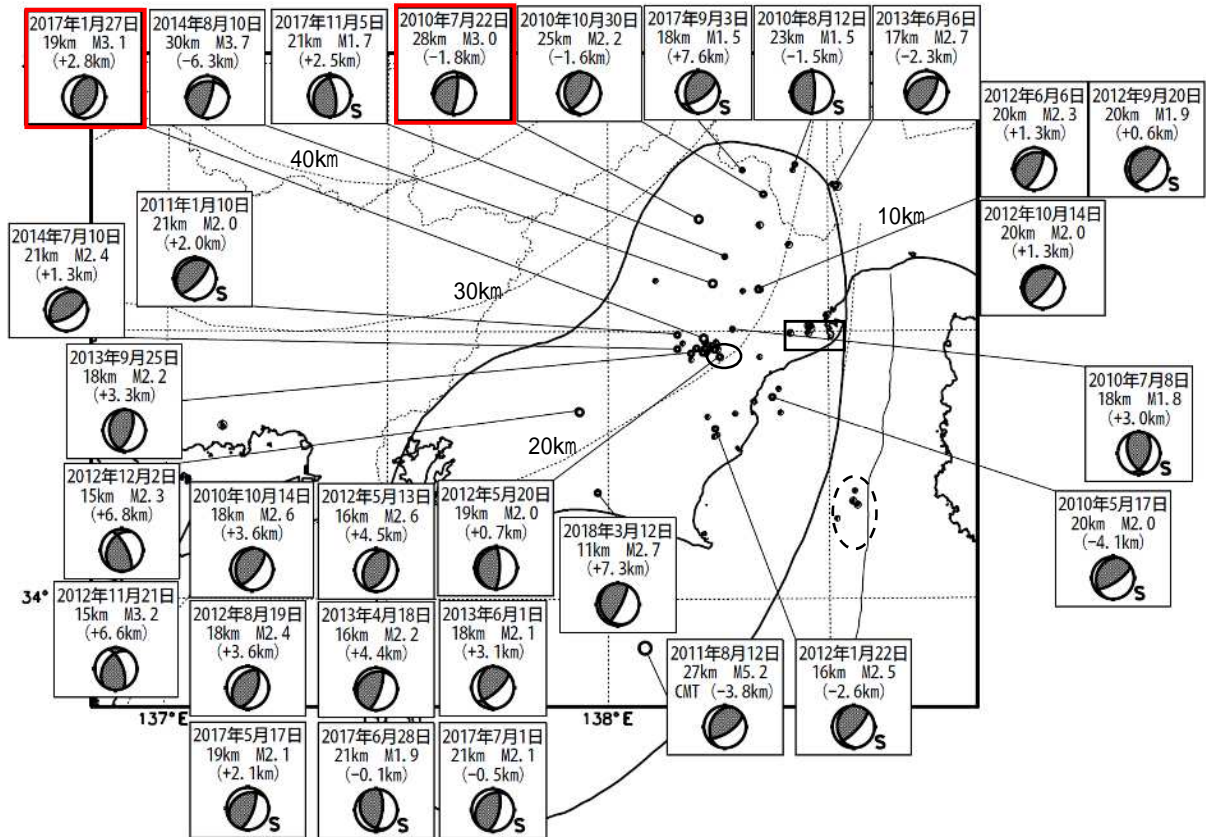 2017年1月27日
19km M3.1
(+2.8km)
2014年8月10日
30km M3.7
(-6.3km)
2017年11月5日
21km M1.7
(+2.5km)
S
2010年7月22日
28km M3.0
(-1.8km)
2010年10月30日
25km M2.2
(-1.6km)
2017年9月3日
18km M1.5
(+7.6km)
S
2010年8月12日
23km M1.5
(-1.5km)
S
2013年6月6日
17km M2.7
(-2.3km)
2012年6月6日
20km M2.3
(+1.3km)
2012年9月20日
20km M1.9
(+0.6km)
S
40km
2011年1月10日
21km M2.0
(+2.0km)
S
10km
2012年10月14日
20km M2.0
(+1.3km)
2014年7月10日
21km M2.4
(+1.3km)
30km
2013年9月25日
18km M2.2
(+3.3km)
2010年7月8日
18km M1.8
(+3.0km)
S
20km
2012年12月2日
15km M2.3
(+6.8km)
2010年10月14日
18km M2.6
(+3.6km)
2012年5月13日
16km M2.6
(+4.5km)
2012年5月20日
19km M2.0
(+0.7km)
2018年3月12日
11km M2.7
(+7.3km)
2010年5月17日
20km M2.0
(-4.1km)
S
34°
2012年11月21日
15km M3.2
(+6.6km)
2012年8月19日
18km M2.4
(+3.6km)
2013年4月18日
16km M2.2
(+4.4km)
2013年6月1日
18km M2.1
(+3.1km)
2011年8月12日
27km M5.2
CMT (-3.8km)
2012年1月22日
16km M2.5
(-2.6km)
S
137°E
138°E
2017年5月17日
19km M2.1
(+2.1km)
S
2017年6月28日
21km M1.9
(-0.1km)
S
2017年7月1日
21km M2.1
(-0.5km)
S